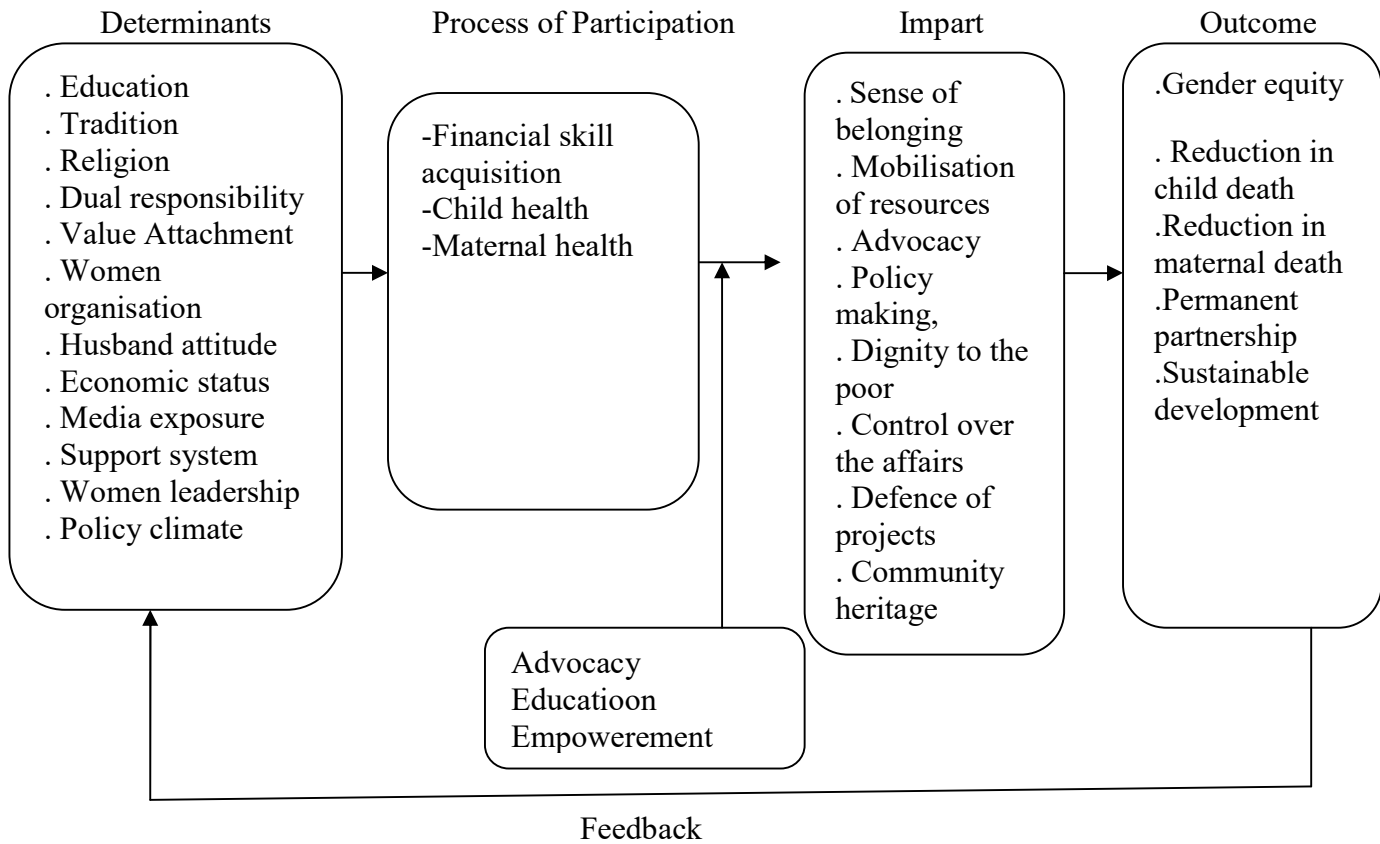 Determinants
Process of Participation
Impart
Outcome
. Education
. Tradition
. Religion
. Dual responsibility
. Value Attachment
. Women
organisation
. Husband attitude
. Economic status
. Media exposure
. Support system
. Women leadership
. Policy climate
-Financial skill
acquisition
-Child health
-Maternal health
. Sense of
belonging
. Mobilisation
of resources
. Advocacy
. Policy
making,
. Dignity to the
poor
. Control over
the affairs
. Defence of
projects
. Community
heritage
.Gender equity
. Reduction in
child death
.Reduction in
maternal death
.Permanent
partnership
.Sustainable
development
Advocacy
Educatioon
Empowerement
Feedback